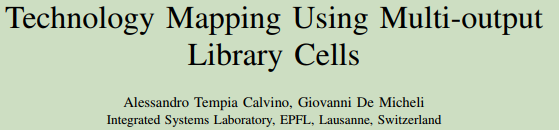 Technology Mapping Using Multi-output
Library Cells
Alessandro Tempia Calvino, Giovanni De Micheli
Integrated Systems Laboratory, EPFL, Lausanne, Switzerland